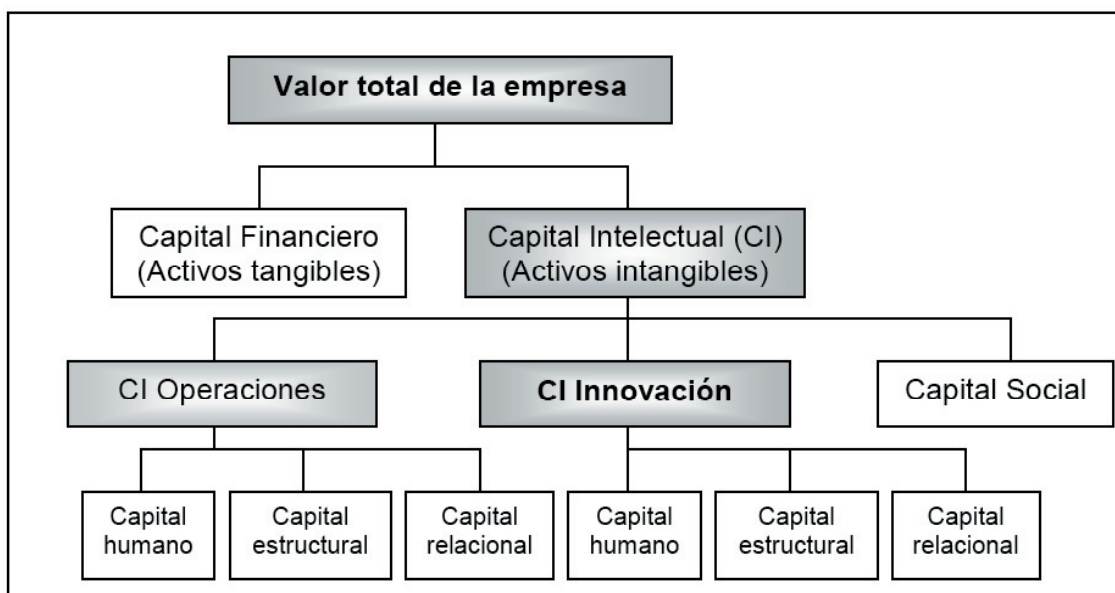 Valor total de la empresa
Capital Financiero
(Activos tangibles)
Capital Intelectual (CI)
(Activos intangibles)
CI Operaciones
CI Innovación
Capital Social
Capital
humano
Capital
estructural
Capital
relacional
Capital
humano
Capital
estructural
Capital
relacional